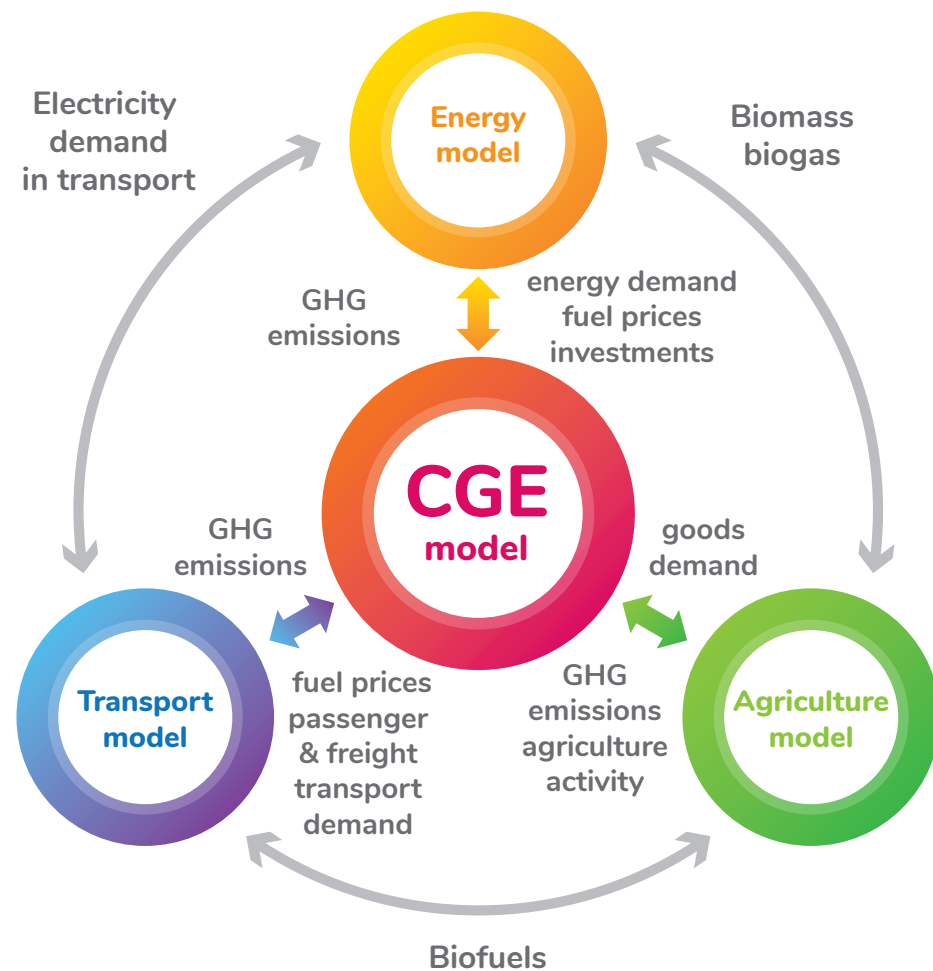 Electricity
demand
in transport
Energy
model
Biomass
biogas
GHG
emissions
energy demand
fuel prices
investments
CGE
model
GHG
emissions
goods
demand
Transport
model
fuel prices
passenger
& freight
transport
demand
GHG
emissions
agriculture
activity
Agriculture
model
Biofuels